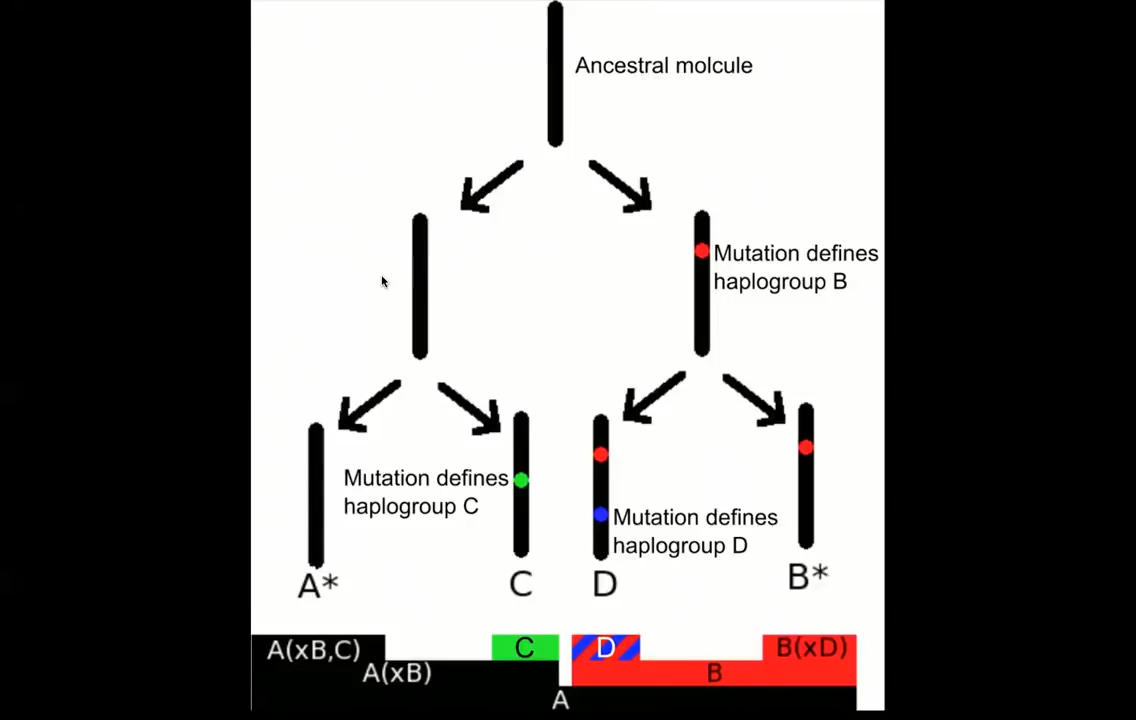 Ancestral molcule
Mutation defines
haplogroup B
Mutation defines
haplogroup C
Mutation defines
haplogroup D
A*
C
D
B*
A(xB,C)
C
D
B(xD)
A(xB)
B
A